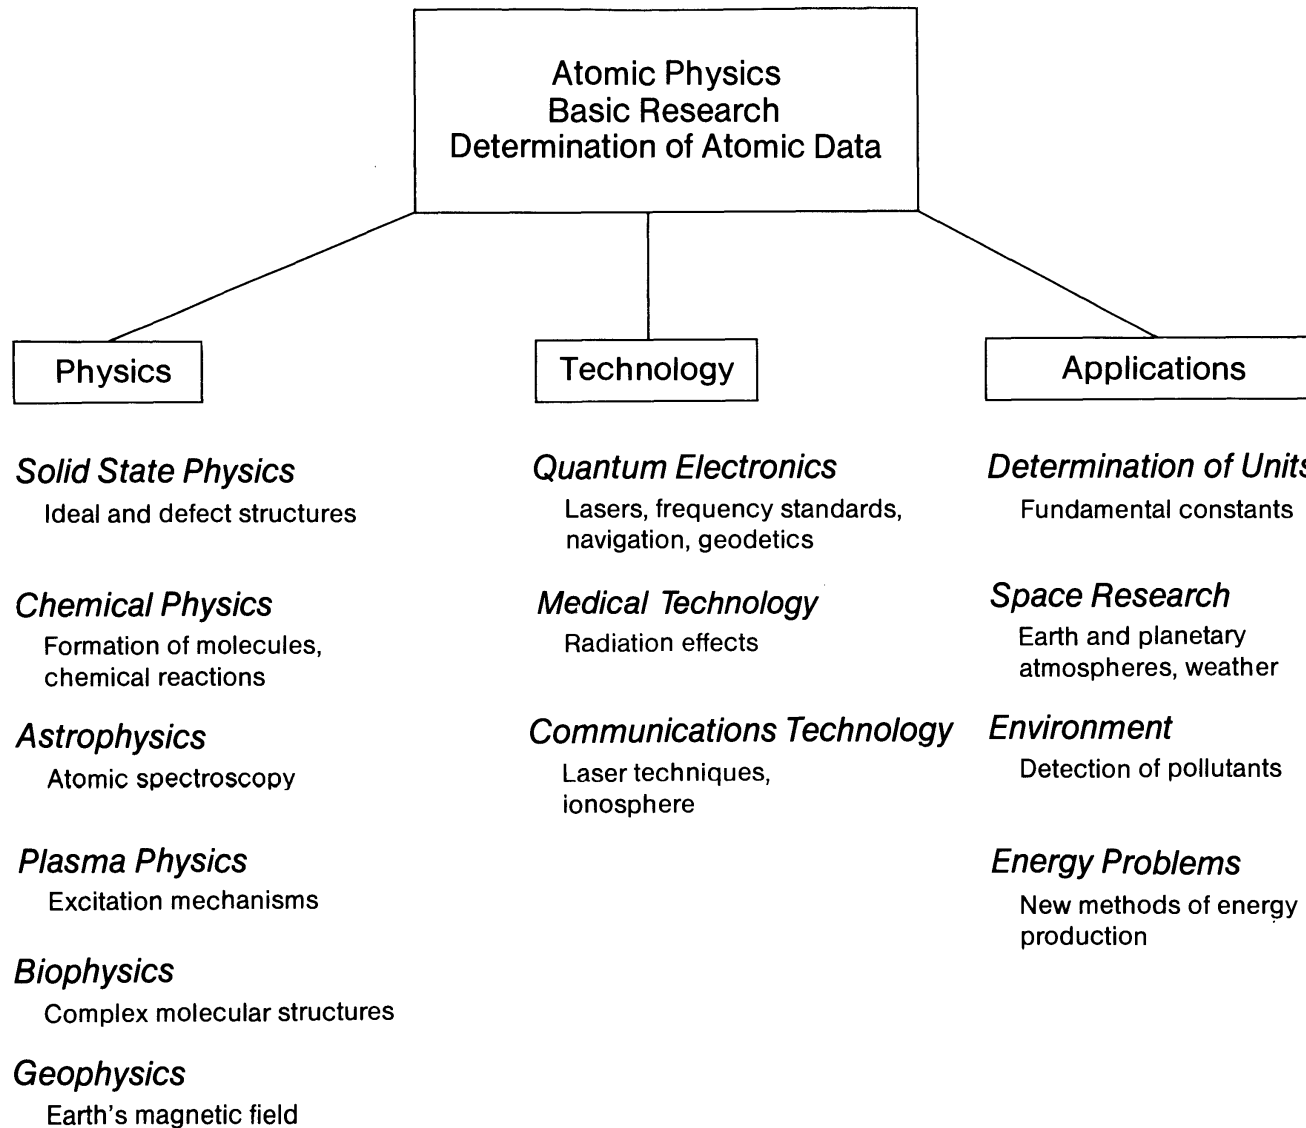 Atomic Physics
Basic Research
Determination of Atomic Data
Physics
Solid State Physics
Ideal and defect structures
Chemical Physics
Formation of molecules,
chemical reactions
Astrophysics
Atomic spectroscopy
Plasma Physics
Excitation mechanisms
Biophysics
Complex molecular structures
Geophysics
Earth's magnetic field
Technology
Quantum Electronics
Lasers, frequency standards,
navigation, geodetics
Medical Technology
Radiation effects
Communications Technology
Laser techniques,
ionosphere
Applications
Determination of Units
Fundamental constants
Space Research
Earth and planetary
atmospheres, weather
Environment
Detection of pollutants
Energy Problems
New methods of energy
production